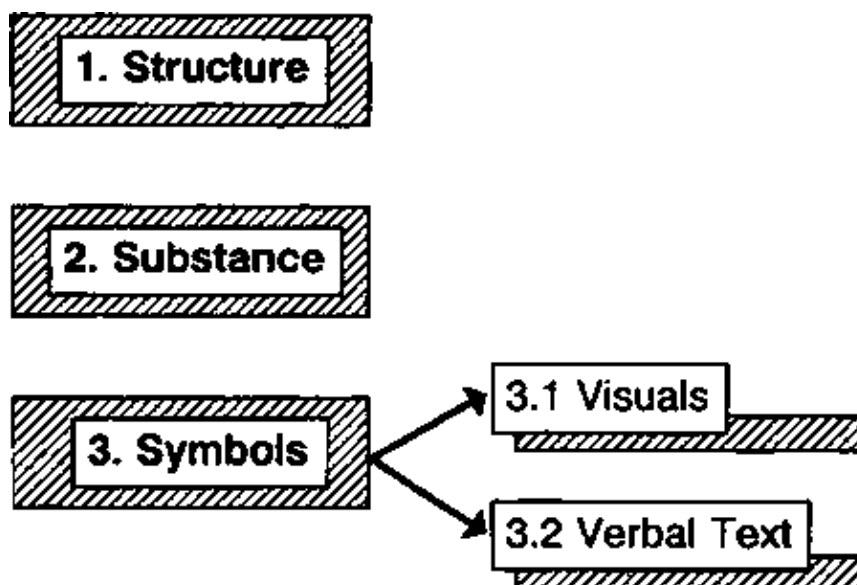 1. Structure
2. Substance
3. Symbols
3.1 Visuals
3.2 Verbal Text